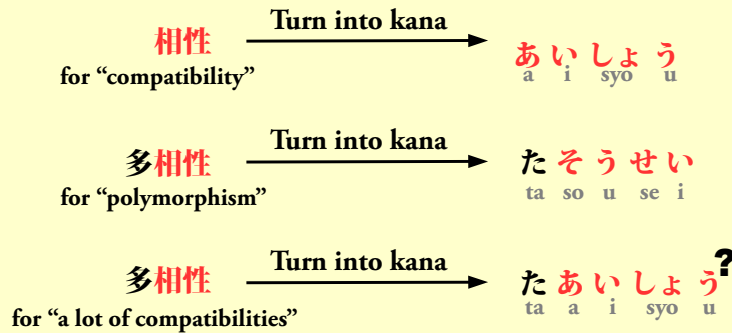 相性 Turn into kana あいしょう
for “compatibility” a i syo u
多相性 Turn into kana たそうせい
for “polymorphism” ta so u se i
多相性 Turn into kana たあいしょう?
for “a lot of compatibilities” ta a i syo u